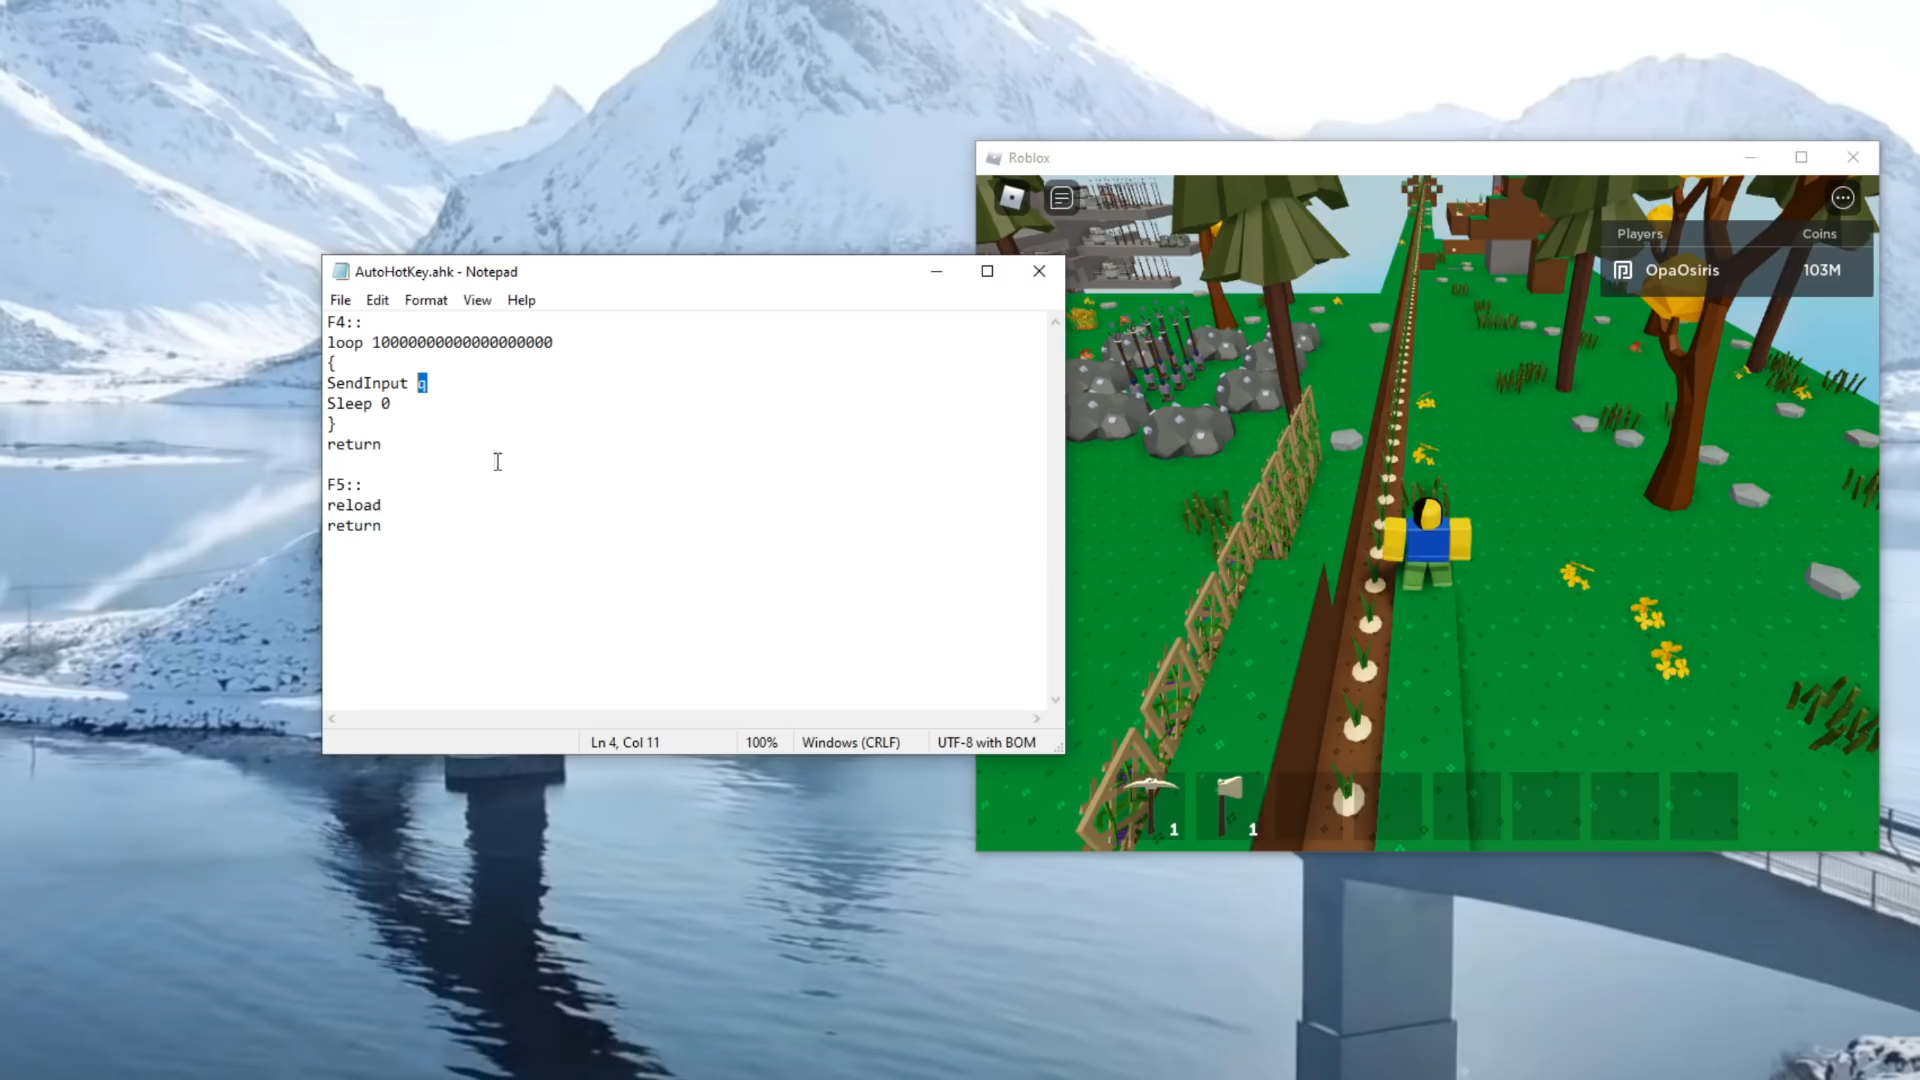 Roblox
Players Coins
OpaOsiris 103M
AutoHotKey.ahk - Notepad
File Edit Format View Help
F4::
loop 10000000000000000000
{
SendInput q
Sleep 0
}
return
F5::
reload
return
Ln 4, Col 11 100% Windows (CRLF) UTF-8 with BOM
1 1